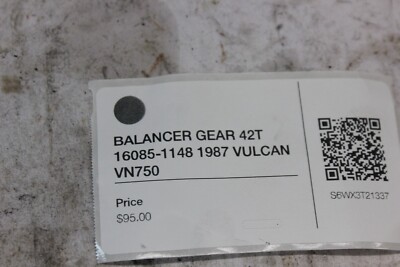 BALANCER GEAR 42T
16085-1148 1987 VULCAN
VN750
Price
$95.00
S6WX3T21337